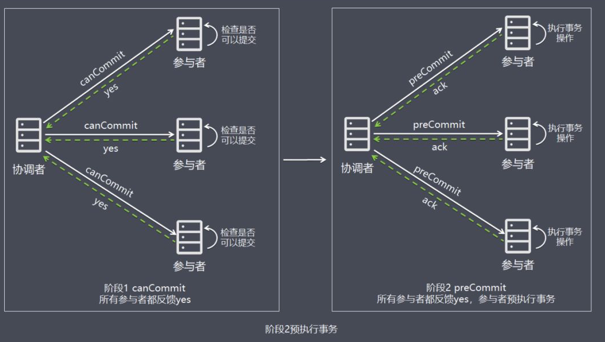 检查是否
可以提交
canCommit
yes
参与者
canCommit
yes
检查是否
可以提交
协调者
参与者
canCommit
yes
检查是否
可以提交
参与者
阶段1 canCommit
所有参与者都反馈yes
执行事务
操作
preCommit
ack
参与者
preCommit
ack
执行事务
操作
协调者
参与者
preCommit
ack
执行事务
操作
参与者
阶段2 preCommit
所有参与者都反馈yes，参与者预执行事务
阶段2预执行事务